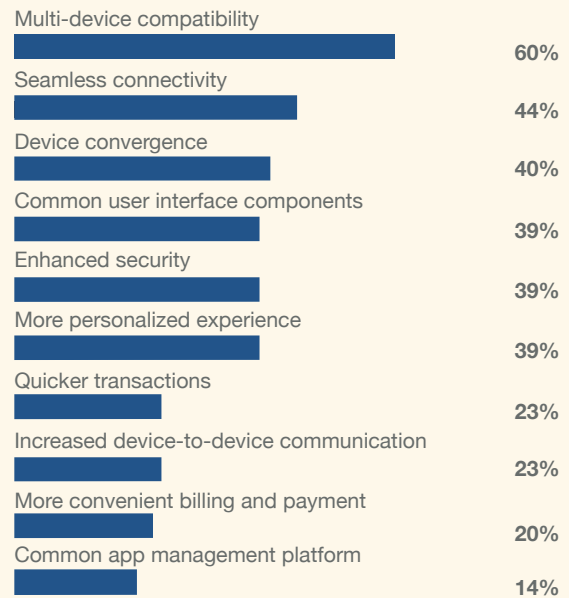 Multi-device compatibility
60%
Seamless connectivity
44%
Device convergence
40%
Common user interface components
39%
Enhanced security
39%
More personalized experience
39%
Quicker transactions
23%
Increased device-to-device communication
23%
More convenient billing and payment
20%
Common app management platform
14%